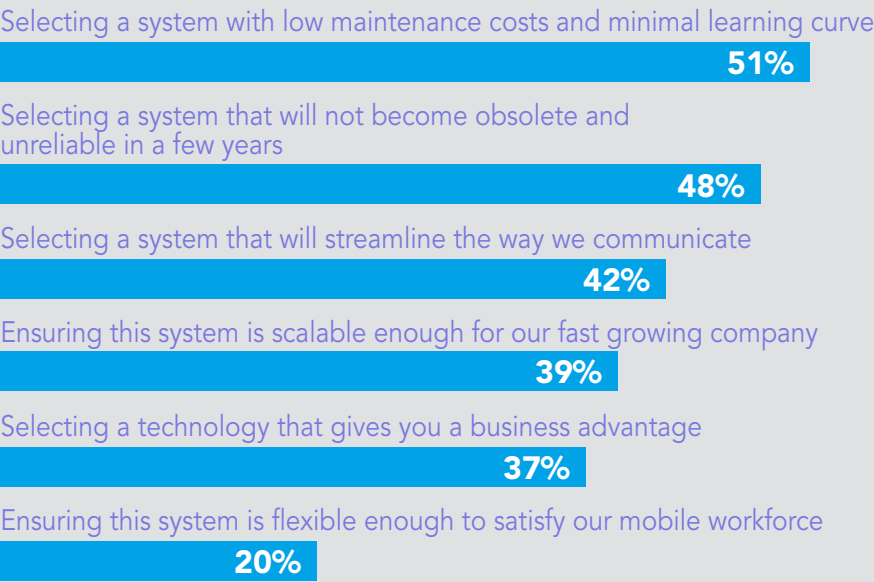 Selecting a system with low maintenance costs and minimal learning curve
51%
Selecting a system that will not become obsolete and
unreliable in a few years
48%
Selecting a system that will streamline the way we communicate
42%
Ensuring this system is scalable enough for our fast growing company
39%
Selecting a technology that gives you a business advantage
37%
Ensuring this system is flexible enough to satisfy our mobile workforce
20%